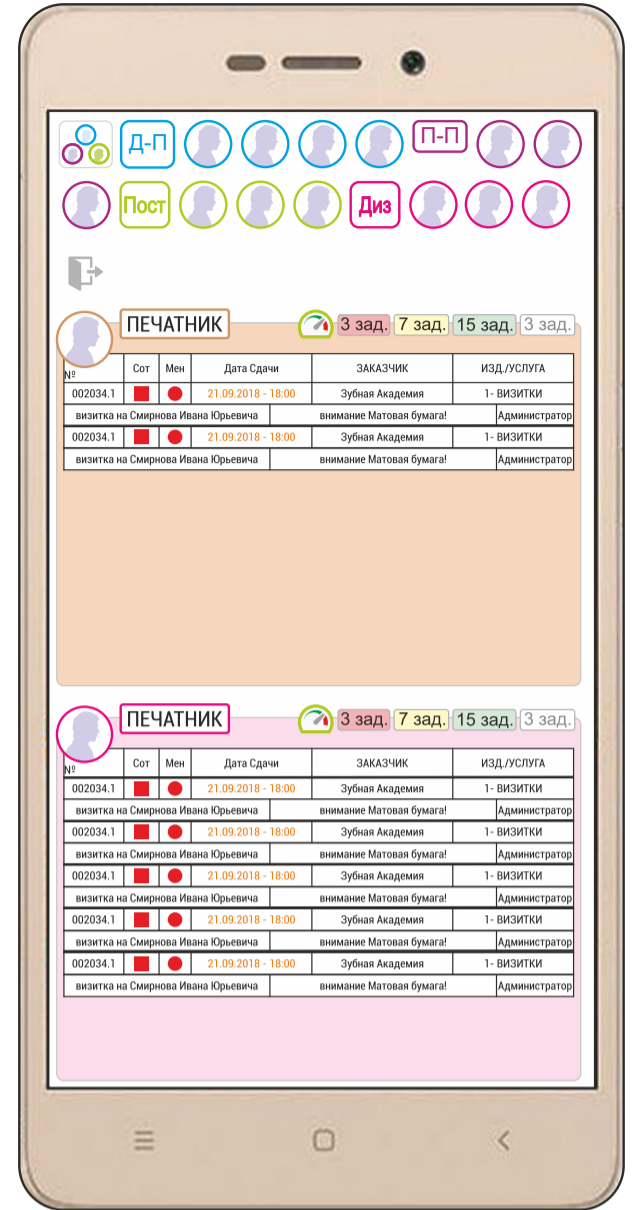 Д-П П-П
Пост Диз
ПЕЧАТНИК 3 зад. 7 зад. 15 зад. 3 зад.
№ Сот Мен Дата Сдачи ЗАКАЗЧИК ИЗД./УСЛУГА
002034.1 21.09.2018 - 18:00 Зубная Академия 1- ВИЗИТКИ
визитка на Смирнова Ивана Юрьевича внимание Матовая бумага! Администратор
002034.1 21.09.2018 - 18:00 Зубная Академия 1- ВИЗИТКИ
визитка на Смирнова Ивана Юрьевича внимание Матовая бумага! Администратор
ПЕЧАТНИК 3 зад. 7 зад. 15 зад. 3 зад.
№ Сот Мен Дата Сдачи ЗАКАЗЧИК ИЗД./УСЛУГА
002034.1 21.09.2018 - 18:00 Зубная Академия 1- ВИЗИТКИ
визитка на Смирнова Ивана Юрьевича внимание Матовая бумага! Администратор
002034.1 21.09.2018 - 18:00 Зубная Академия 1- ВИЗИТКИ
визитка на Смирнова Ивана Юрьевича внимание Матовая бумага! Администратор
002034.1 21.09.2018 - 18:00 Зубная Академия 1- ВИЗИТКИ
визитка на Смирнова Ивана Юрьевича внимание Матовая бумага! Администратор
002034.1 21.09.2018 - 18:00 Зубная Академия 1- ВИЗИТКИ
визитка на Смирнова Ивана Юрьевича внимание Матовая бумага! Администратор
002034.1 21.09.2018 - 18:00 Зубная Академия 1- ВИЗИТКИ
визитка на Смирнова Ивана Юрьевича внимание Матовая бумага! Администратор